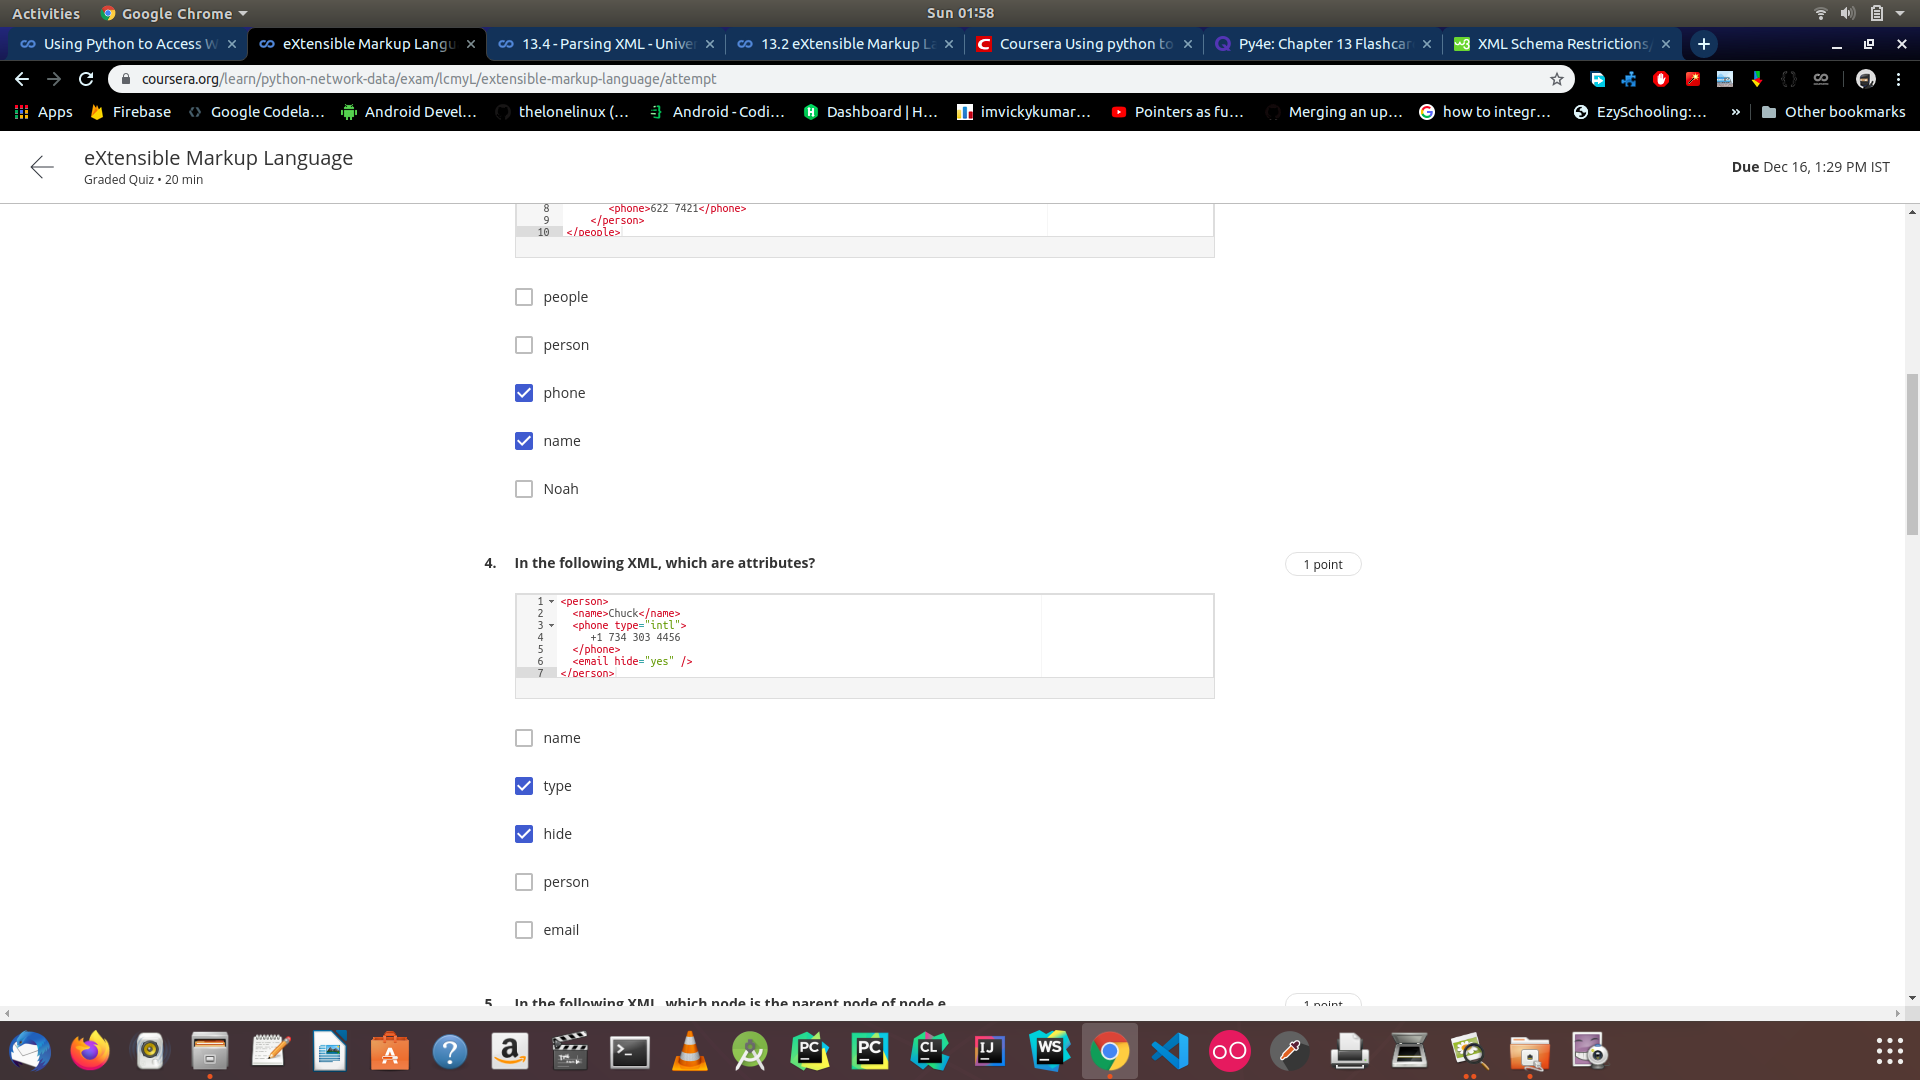 Activities
Google Chrome
Sun 01:58
Using Python to Access W
eXtensible Markup Langu
13.4 - Parsing XML - Unive
13.2 eXtensible Markup L
Coursera Using python to
Py4e: Chapter 13 Flashcar
XML Schema Restrictions
coursera.org/learn/python-network-data/exam/lcmyL/extensible-markup-language/attempt
Apps
Firebase
Google Codela...
Android Devel...
thelonelinux (...
Android - Codi...
Dashboard | H...
imvickykumar...
Pointers as fu...
Merging an up...
how to integr...
EzySchooling:...
»
Other bookmarks
eXtensible Markup Language
Graded Quiz • 20 min
Due Dec 16, 1:29 PM IST
8 <phone>622 7421</phone>
9 </person>
10 </people>
people
person
phone
name
Noah
4. In the following XML, which are attributes?
1 point
1 <person>
2 <name>Chuck</name>
3 <phone type="intl">
4 +1 734 303 4456
5 </phone>
6 <email hide="yes" />
7 </person>
name
type
hide
person
email
5. In the following XML, which node is the parent node of node e
1 point